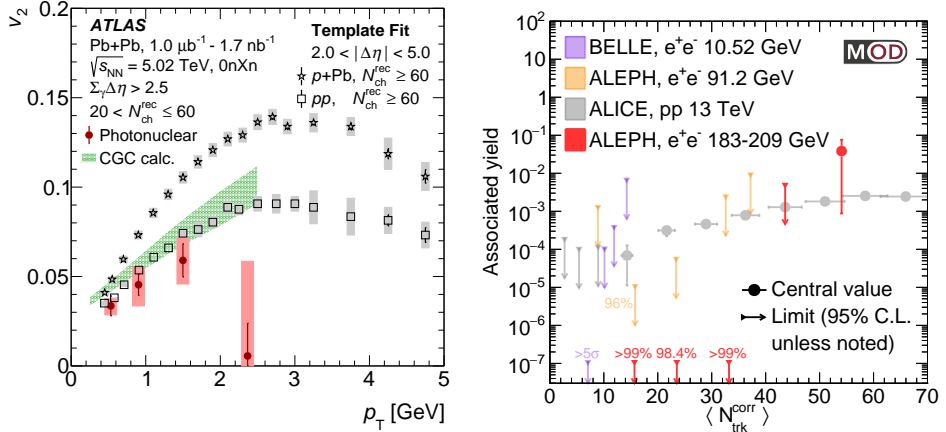 v₂
ATLAS
Pb+Pb, 1.0 μb⁻¹ - 1.7 nb⁻¹
√s_NN = 5.02 TeV, 0nXn
Σ_γΔη > 2.5
20 < N_ch^rec ≤ 60
Photonuclear
CGC calc.
Template Fit
2.0 < |Δη| < 5.0
p+Pb, N_ch^rec ≥ 60
pp, N_ch^rec ≥ 60
0.2
0.15
0.1
0.05
0
0 1 2 3 4 5
p_T [GeV]
Associated yield
10³
10²
10
1
10⁻¹
10⁻²
10⁻³
10⁻⁴
10⁻⁵
10⁻⁶
10⁻⁷
BELLE, e⁺e⁻ 10.52 GeV
ALEPH, e⁺e⁻ 91.2 GeV
ALICE, pp 13 TeV
ALEPH, e⁺e⁻ 183-209 GeV
MOD
96%
Central value
Limit (95% C.L.
unless noted)
>5σ >99% 98.4% >99%
0 10 20 30 40 50 60 70
⟨ N_trk^corr ⟩